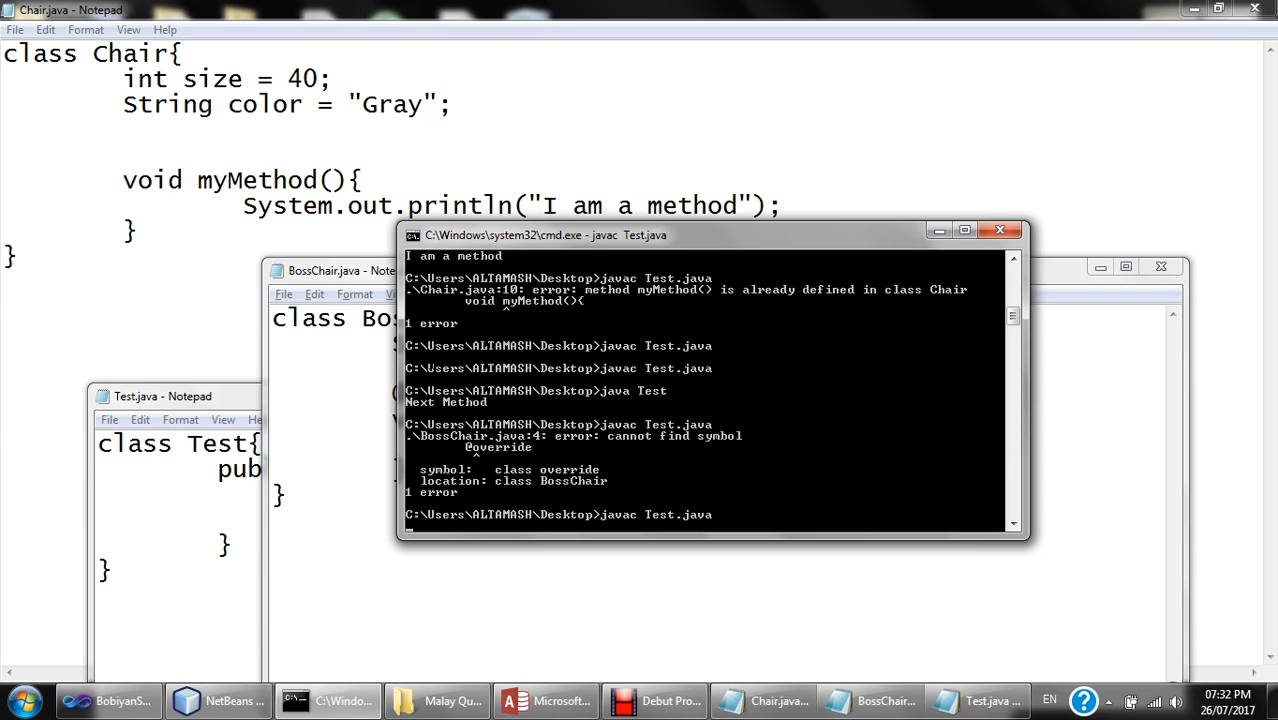 Chair.java - Notepad
File Edit Format View Help
class Chair{
int size = 40;
String color = "Gray";
void myMethod(){
System.out.println("I am a method");
}
}
C:\Windows\system32\cmd.exe - javac Test.java
I am a method
C:\Users\ALTAMASH\Desktop>javac Test.java
.\Chair.java:10: error: method myMethod() is already defined in class Chair
void myMethod(){
^
1 error
C:\Users\ALTAMASH\Desktop>javac Test.java
C:\Users\ALTAMASH\Desktop>javac Test.java
C:\Users\ALTAMASH\Desktop>java Test
Next Method
C:\Users\ALTAMASH\Desktop>javac Test.java
.\BossChair.java:4: error: cannot find symbol
@override
^
symbol: class override
location: class BossChair
1 error
C:\Users\ALTAMASH\Desktop>javac Test.java
BossChair.java - Note
File Edit Format
class Bos
}
Test.java - Notepad
File Edit Format View He
class Test{
pub
}
}
BobiyanS...
NetBeans ...
C:\Windo...
Malay Qu...
Microsoft...
Debut Pro...
Chair.java...
BossChair...
Test.java ...
EN
07:32 PM
26/07/2017